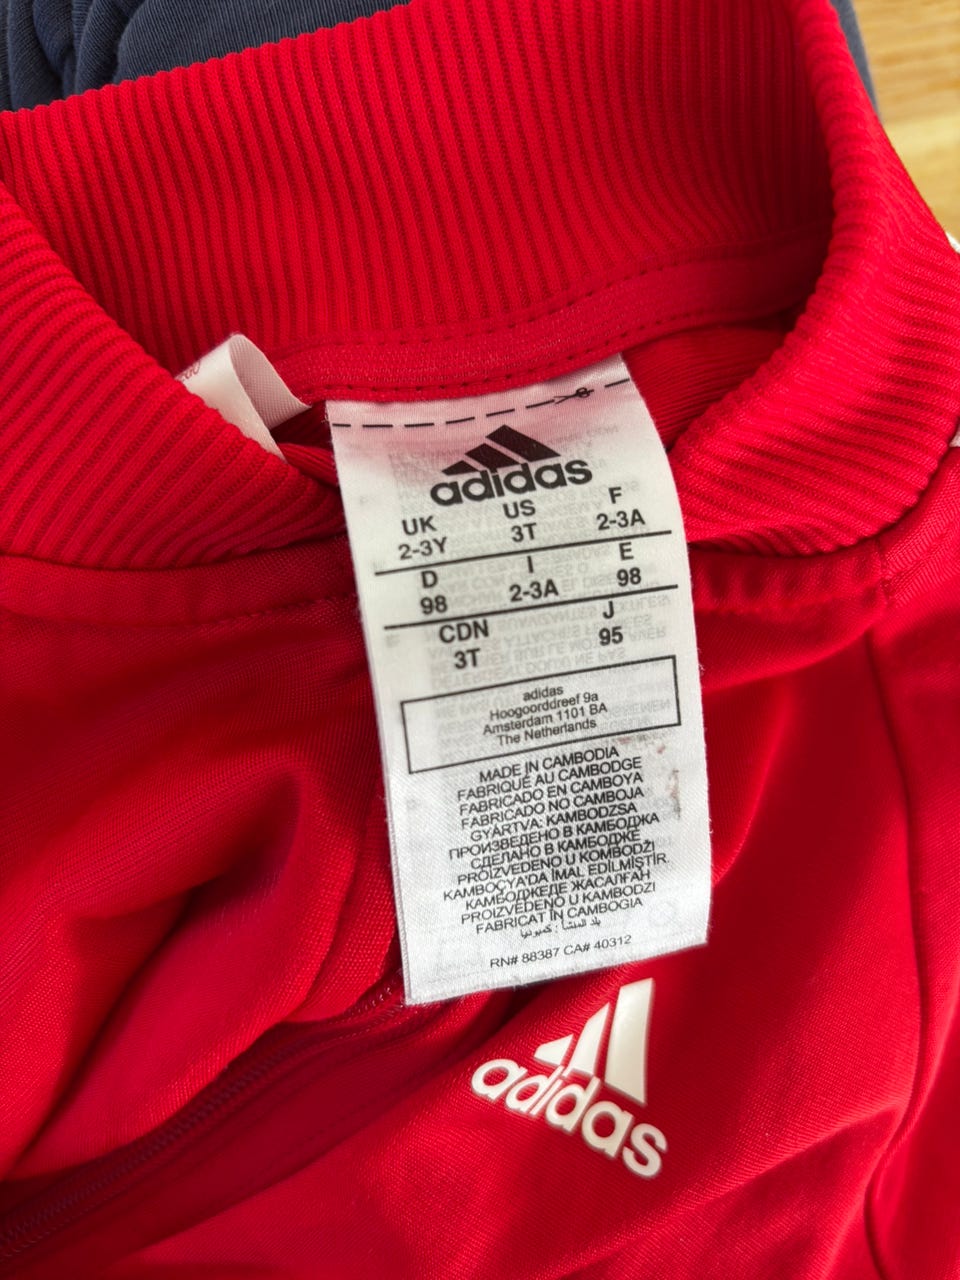 adidas
UK US F
2-3Y 3T 2-3A
D I E
98 2-3A 98
CDN J
3T 95
adidas
Hoogoorddreef 9a
Amsterdam 1101 BA
The Netherlands
MADE IN CAMBODIA
FABRIQUÉ AU CAMBODGE
FABRICADO EN CAMBOYA
FABRICADO NO CAMBOJA
GYÁRTVA: KAMBODZSA
ПРОИЗВЕДЕНО В КАМБОДЖА
СДЕЛАНО В КАМБОДЖЕ
PROIZVEDENO U KOMBODŽI
KAMBOÇYA'DA İMAL EDİLMİŞTİR.
КАМБОДЖЕДЕ ЖАСАЛҒАН
PROIZVEDENO U KAMBODZI
FABRICAT ÎN CAMBOGIA
بلد المنشأ : كمبوديا
RN# 88387 CA# 40312
adidas